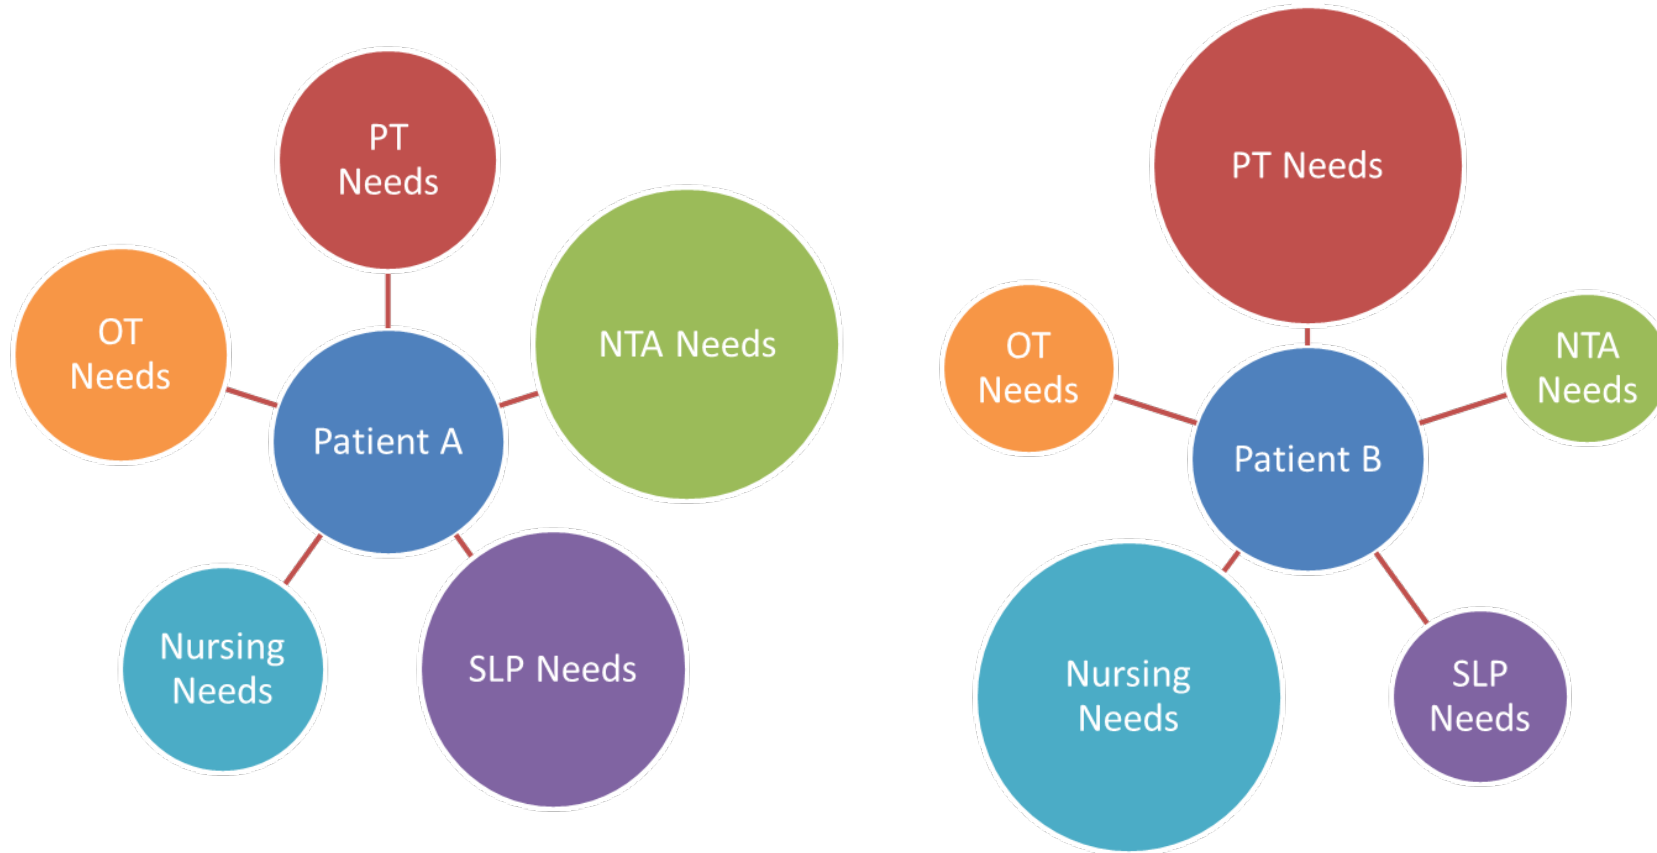 PT
Needs
NTA Needs
OT
Needs
Patient A
Nursing
Needs
SLP Needs
PT Needs
OT
Needs
NTA
Needs
Patient B
Nursing
Needs
SLP
Needs